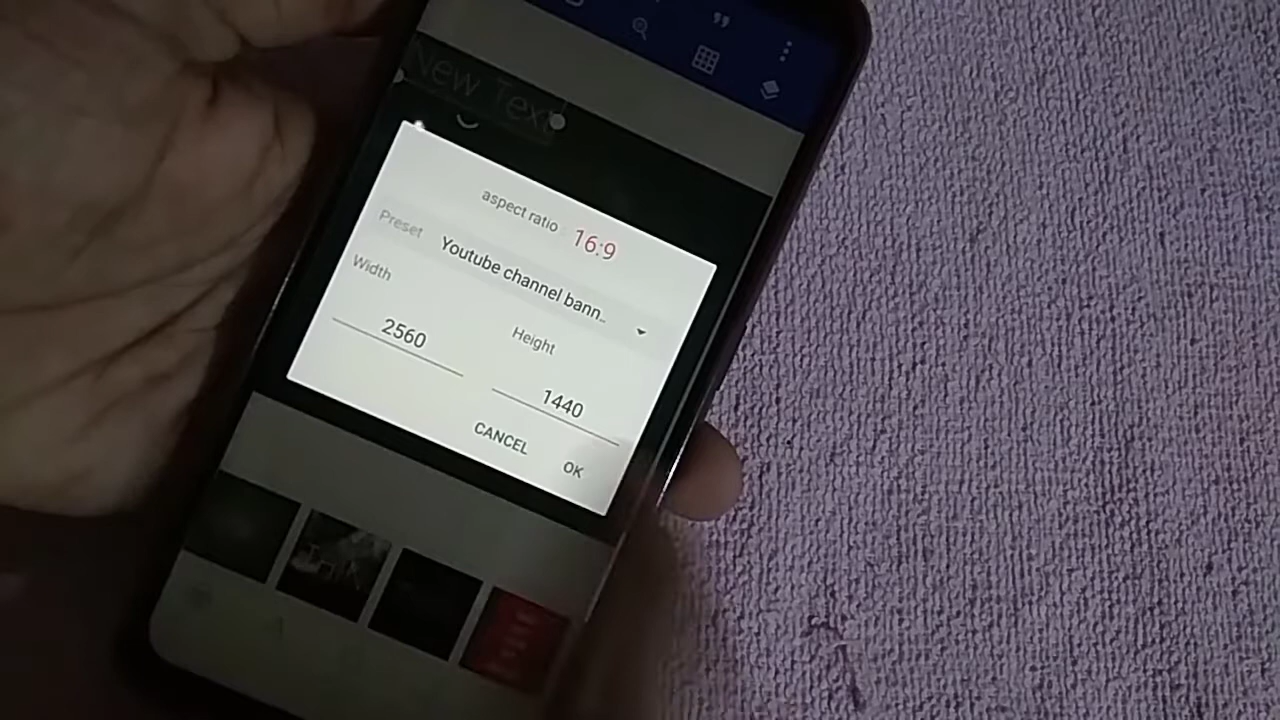 New Text
aspect ratio 16:9
Preset Youtube channel bann..
Width
Height
2560
1440
CANCEL OK